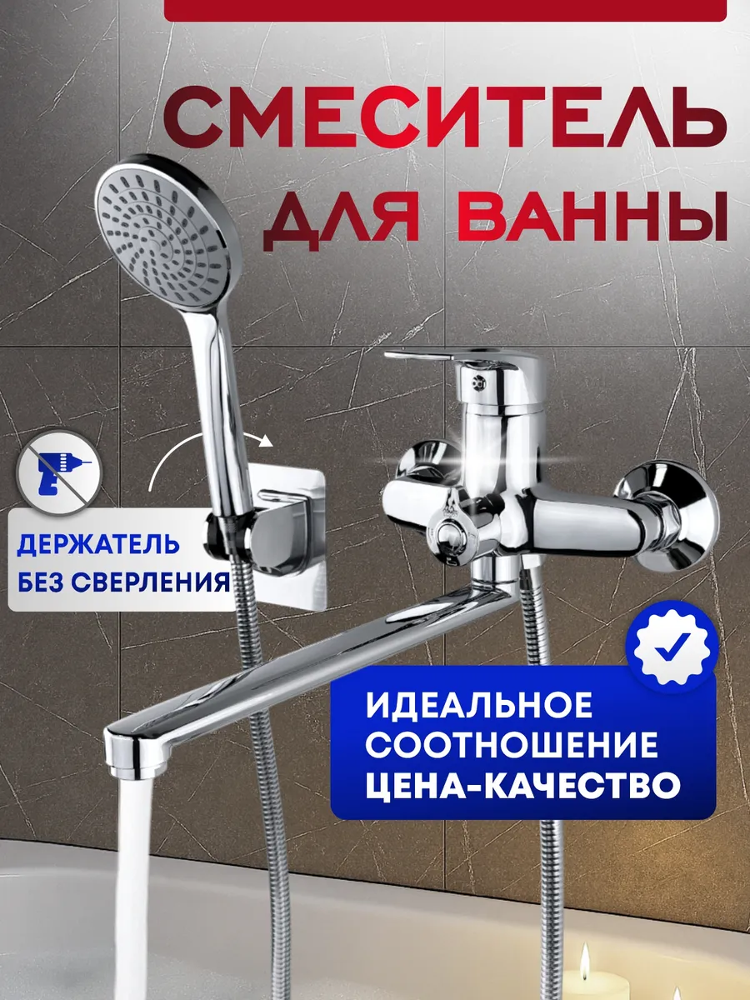 СМЕСИТЕЛЬ
ДЛЯ ВАННЫ
ДЕРЖАТЕЛЬ
БЕЗ СВЕРЛЕНИЯ
ИДЕАЛЬНОЕ
СООТНОШЕНИЕ
ЦЕНА-КАЧЕСТВО